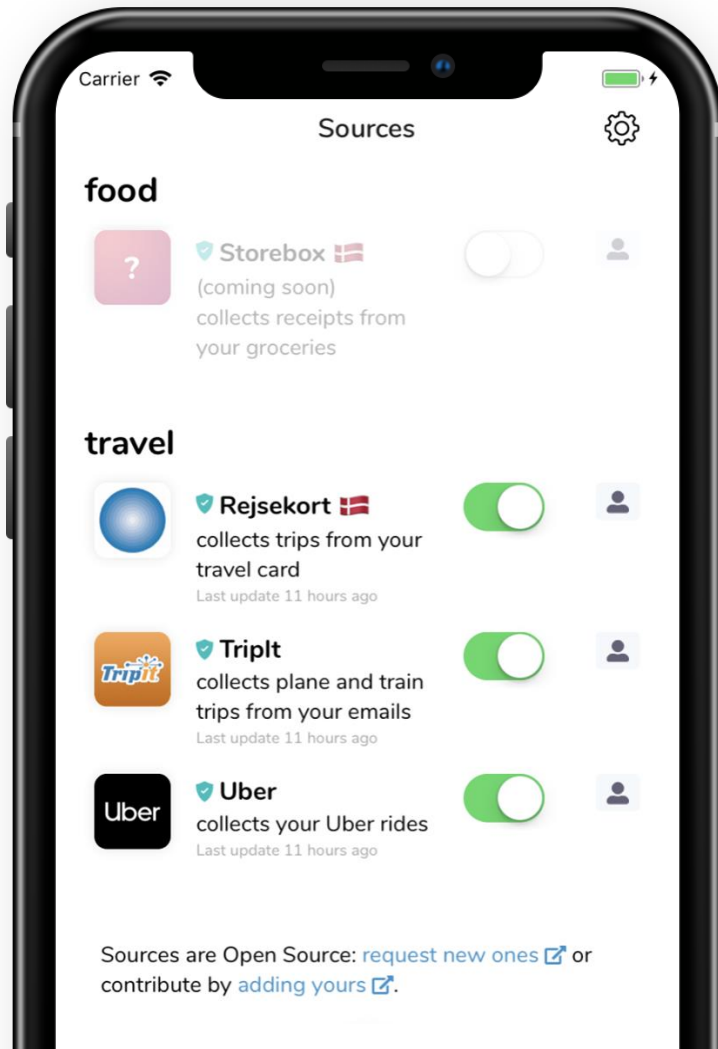 Carrier
Sources
food
?
Storebox
(coming soon)
collects receipts from
your groceries
travel
Rejsekort
collects trips from your
travel card
Last update 11 hours ago
Tripit
TripIt
collects plane and train
trips from your emails
Last update 11 hours ago
Uber
Uber
collects your Uber rides
Last update 11 hours ago
Sources are Open Source: request new ones or
contribute by adding yours.